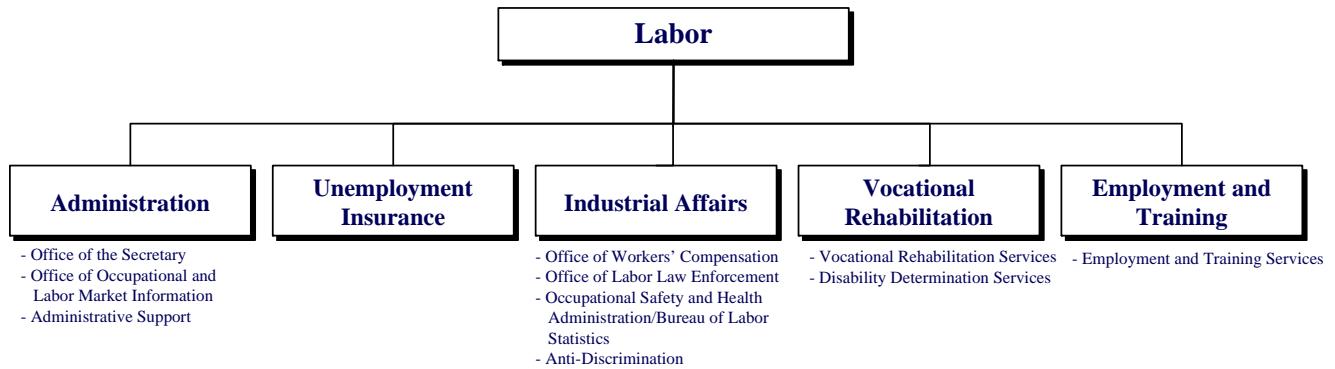 Labor
Administration
- Office of the Secretary
- Office of Occupational and
Labor Market Information
- Administrative Support
Unemployment
Insurance
Industrial Affairs
- Office of Workers’ Compensation
- Office of Labor Law Enforcement
- Occupational Safety and Health
Administration/Bureau of Labor
Statistics
- Anti-Discrimination
Vocational
Rehabilitation
- Vocational Rehabilitation Services
- Disability Determination Services
Employment and
Training
- Employment and Training Services